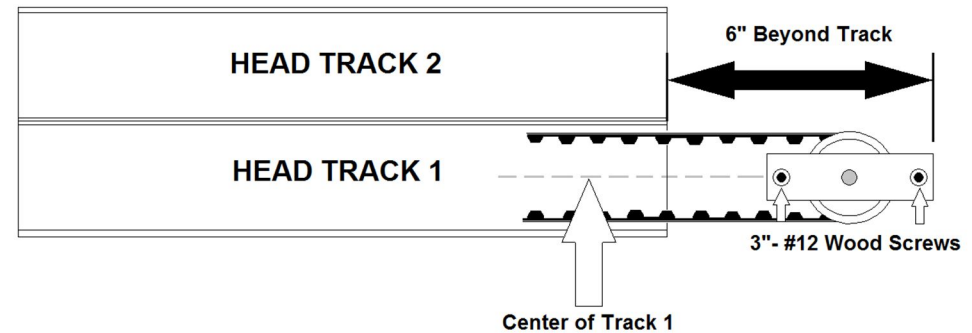 6" Beyond Track
HEAD TRACK 2
HEAD TRACK 1
3"- #12 Wood Screws
Center of Track 1